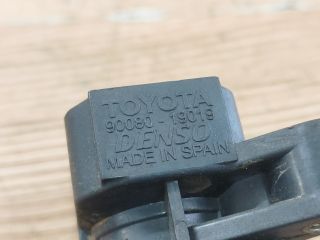 TOYOTA
90080-19019
DENSO
MADE IN SPAIN